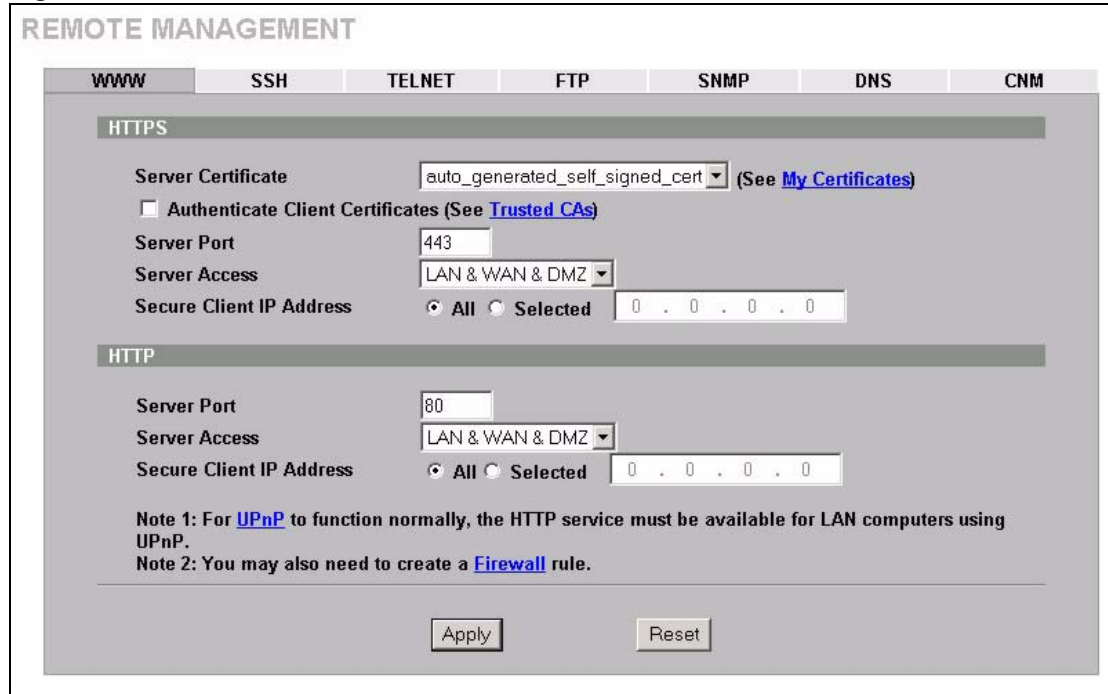 REMOTE MANAGEMENT
WWW SSH TELNET FTP SNMP DNS CNM
HTTPS
Server Certificate auto_generated_self_signed_cert (See My Certificates)
Authenticate Client Certificates (See Trusted CAs)
Server Port 443
Server Access LAN & WAN & DMZ
Secure Client IP Address All Selected 0 . 0 . 0 . 0
HTTP
Server Port 80
Server Access LAN & WAN & DMZ
Secure Client IP Address All Selected 0 . 0 . 0 . 0
Note 1: For UPnP to function normally, the HTTP service must be available for LAN computers using
UPnP.
Note 2: You may also need to create a Firewall rule.
Apply Reset